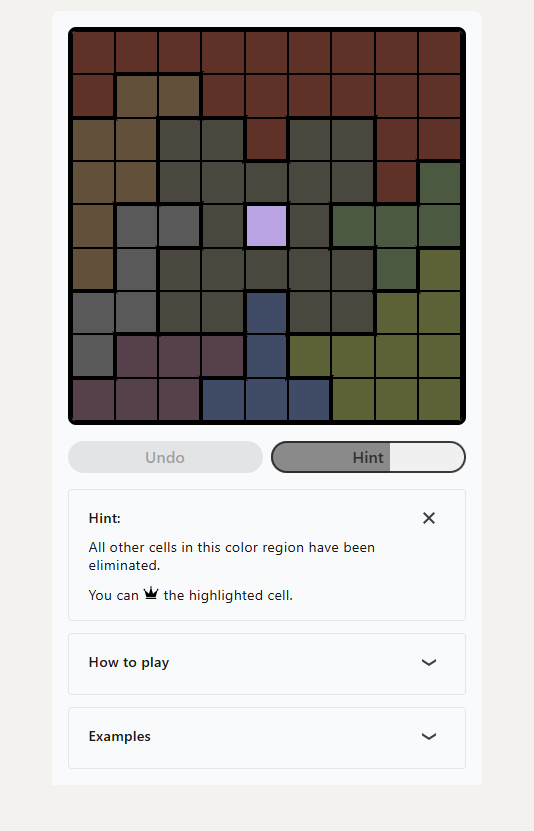 Undo
Hint
Hint:
All other cells in this color region have been
eliminated.
You can the highlighted cell.
How to play
Examples